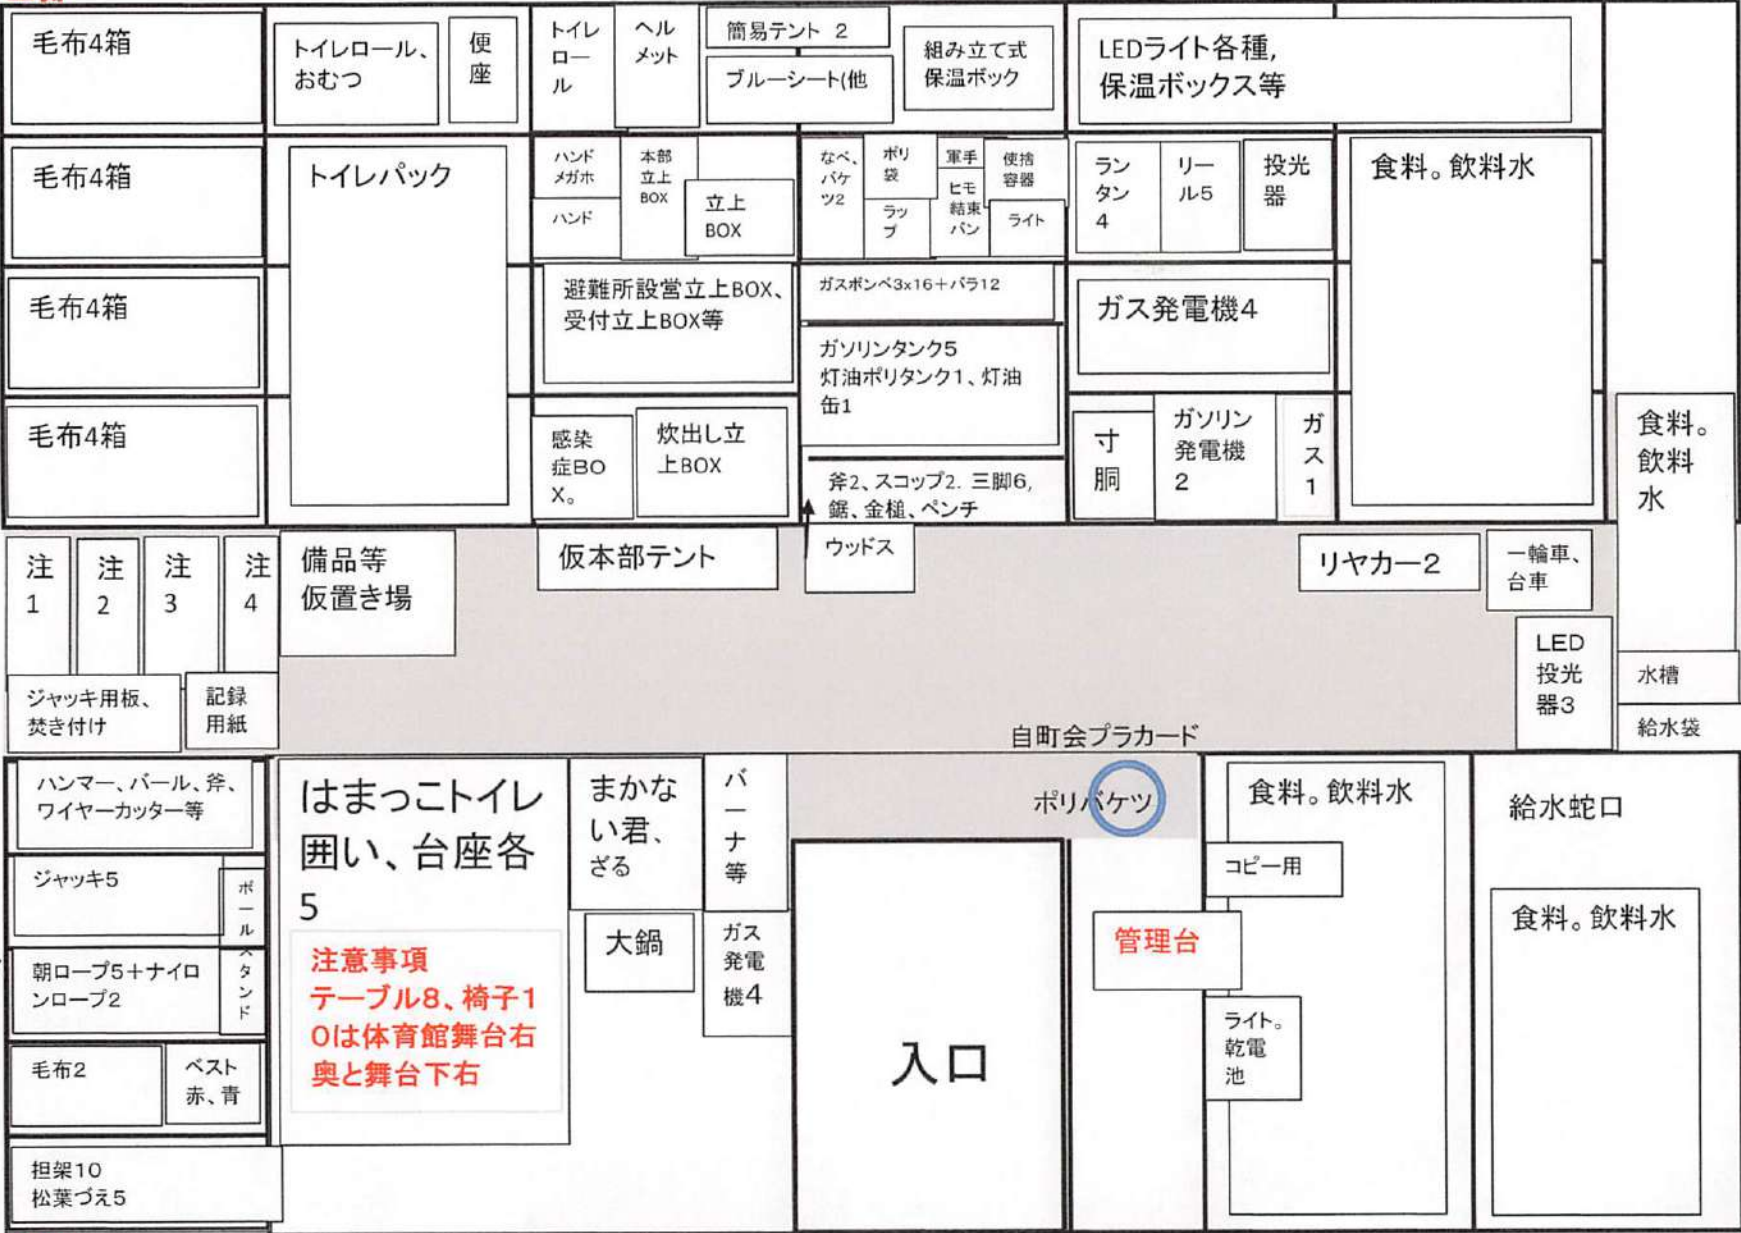 毛布4箱
トイレロール、
おむつ
便
座
トイレ
ロー
ル
ヘル
メット
簡易テント 2
ブルーシート(他
組み立て式
保温ボック
LEDライト各種,
保温ボックス等
毛布4箱
トイレパック
ハンド
メガホ
ハンド
本部
立上
BOX
立上
BOX
なべ、
バケ
ツ2
ポリ
袋
ラッ
プ
軍手
ヒモ
結束
バン
使捨
容器
ライト
ラン
タン
4
リー
ル5
投光
器
食料。飲料水
毛布4箱
避難所設営立上BOX、
受付立上BOX等
ガスボンベ3x16+バラ12
ガソリンタンク5
灯油ポリタンク1、灯油
缶1
ガス発電機4
毛布4箱
感染
症BO
X。
炊出し立
上BOX
斧2、スコップ2. 三脚6,
鋸、金槌、ペンチ
寸
胴
ガソリン
発電機
2
ガ
ス
1
食料。
飲料
水
注
1
注
2
注
3
注
4
備品等
仮置き場
仮本部テント
ウッドス
リヤカー2
一輪車、
台車
LED
投光
器3
水槽
給水袋
ジャッキ用板、
焚き付け
記録
用紙
自町会プラカード
ポリバケツ
ハンマー、バール、斧、
ワイヤーカッター等
はまっこトイレ
囲い、台座各
5
まかな
い君、
ざる
バ
ー
ナ
等
食料。飲料水
給水蛇口
コピー用
ジャッキ5
ポ
ー
ル
ス
タ
ン
ド
大鍋
ガス
発電
機4
管理台
食料。飲料水
注意事項
テーブル8、椅子1
0は体育館舞台右
奥と舞台下右
朝ロープ5+ナイロ
ンロープ2
入口
ライト。
乾電
池
毛布2
ベスト
赤、青
担架10
松葉づえ5